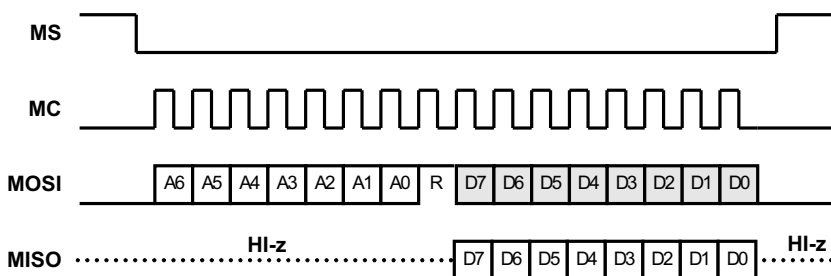 MS
MC
MOSI A6 A5 A4 A3 A2 A1 A0 R D7 D6 D5 D4 D3 D2 D1 D0
MISO HI-z D7 D6 D5 D4 D3 D2 D1 D0 HI-z